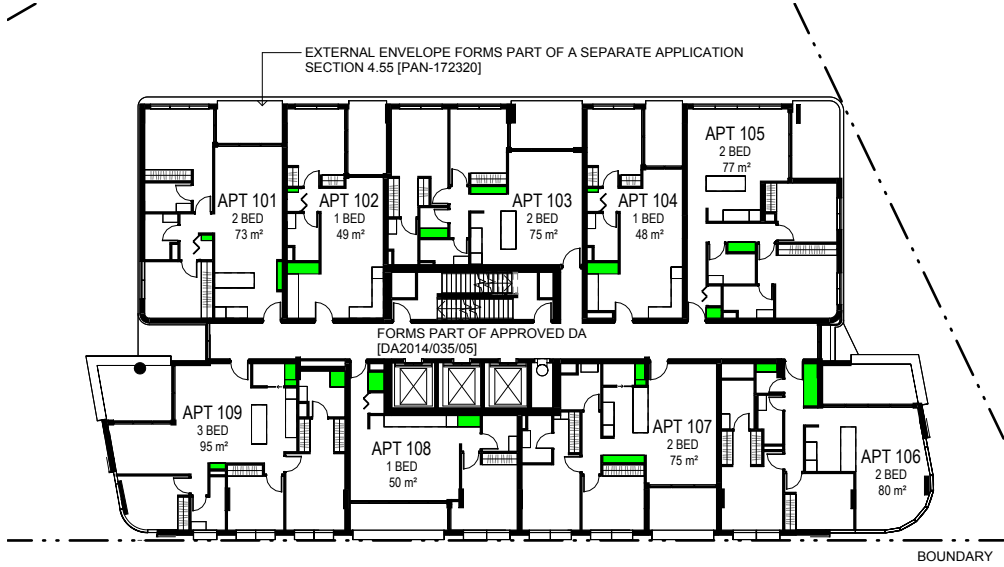 EXTERNAL ENVELOPE FORMS PART OF A SEPARATE APPLICATION
SECTION 4.55 [PAN-172320]
APT 101
2 BED
73 m²
APT 102
1 BED
49 m²
APT 103
2 BED
75 m²
APT 104
1 BED
48 m²
APT 105
2 BED
77 m²
FORMS PART OF APPROVED DA
[DA2014/035/05]
APT 109
3 BED
95 m²
APT 108
1 BED
50 m²
APT 107
2 BED
75 m²
APT 106
2 BED
80 m²
BOUNDARY